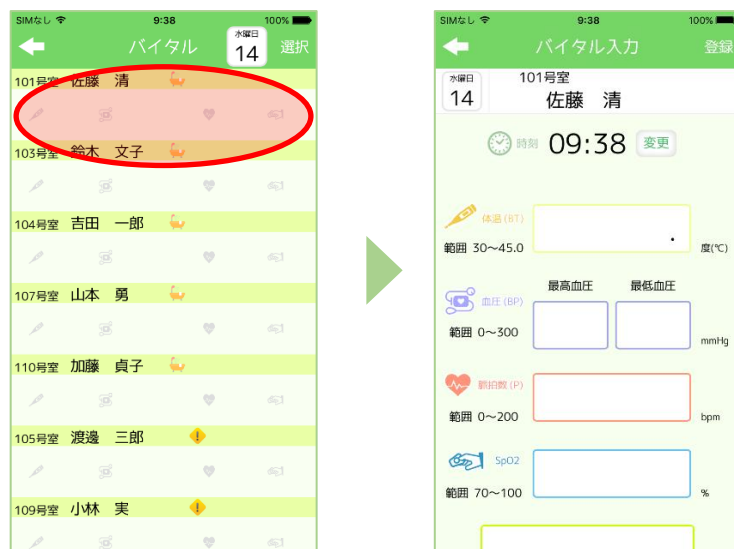 SIMなし 9:38 100%
バイタル 水曜日 14 選択
101号室 佐藤 清
103号室 鈴木 文子
104号室 吉田 一郎
107号室 山本 勇
110号室 加藤 貞子
105号室 渡邊 三郎
109号室 小林 実
SIMなし 9:38 100%
バイタル入力 登録
水曜日 14
101号室
佐藤 清
時刻 09:38 変更
体温 (BT)
範囲 30〜45.0 . 度(℃)
最高血圧 最低血圧
血圧 (BP)
範囲 0〜300 mmHg
脈拍数 (P)
範囲 0〜200 bpm
SpO2
範囲 70〜100 %